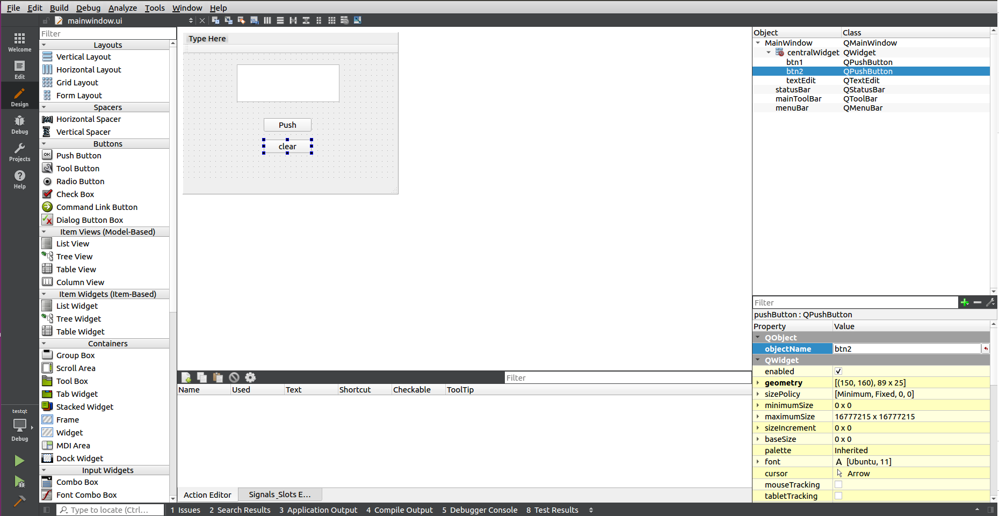 File Edit Build Debug Analyze Tools Window Help
mainwindow.ui
Welcome
Edit
Design
Debug
Projects
Help
testqt
Debug
Filter
Layouts
Vertical Layout
Horizontal Layout
Grid Layout
Form Layout
Spacers
Horizontal Spacer
Vertical Spacer
Buttons
Push Button
Tool Button
Radio Button
Check Box
Command Link Button
Dialog Button Box
Item Views (Model-Based)
List View
Tree View
Table View
Column View
Item Widgets (Item-Based)
List Widget
Tree Widget
Table Widget
Containers
Group Box
Scroll Area
Tool Box
Tab Widget
Stacked Widget
Frame
Widget
MDI Area
Dock Widget
Input Widgets
Combo Box
Font Combo Box
Type Here
Push
clear
Filter
Name Used Text Shortcut Checkable ToolTip
Action Editor Signals_Slots E...
Object Class
MainWindow QMainWindow
centralWidget QWidget
btn1 QPushButton
btn2 QPushButton
textEdit QTextEdit
statusBar QStatusBar
mainToolBar QToolBar
menuBar QMenuBar
Filter
pushButton : QPushButton
Property Value
QObject
objectName btn2
QWidget
enabled
geometry [(150, 160), 89 x 25]
sizePolicy [Minimum, Fixed, 0, 0]
minimumSize 0 x 0
maximumSize 16777215 x 16777215
sizeIncrement 0 x 0
baseSize 0 x 0
palette Inherited
font A [Ubuntu, 11]
cursor Arrow
mouseTracking
tabletTracking
Type to locate (Ctrl... 1 Issues 2 Search Results 3 Application Output 4 Compile Output 5 Debugger Console 8 Test Results